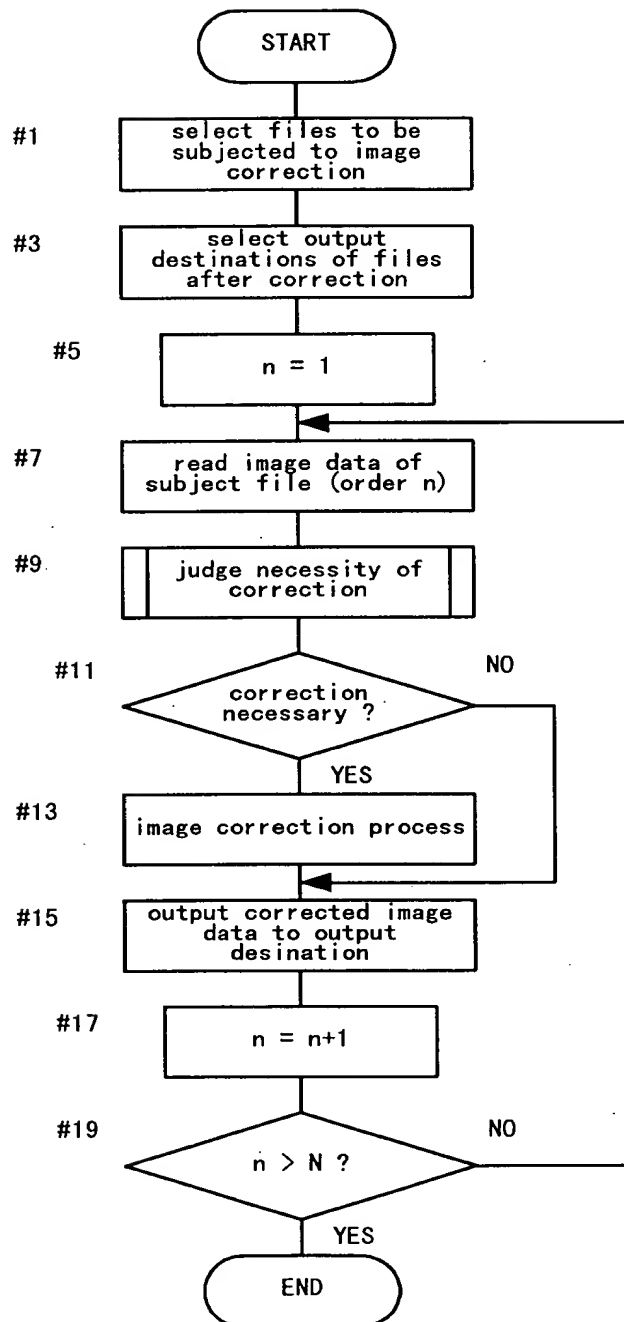 START
#1
select files to be
subjected to image
correction
#3
select output
destinations of files
after correction
#5
n = 1
#7
read image data of
subject file (order n)
#9
judge necessity of
correction
#11
NO
correction
necessary ?
YES
#13
image correction process
#15
output corrected image
data to output
desination
#17
n = n+1
#19
NO
n > N ?
YES
END